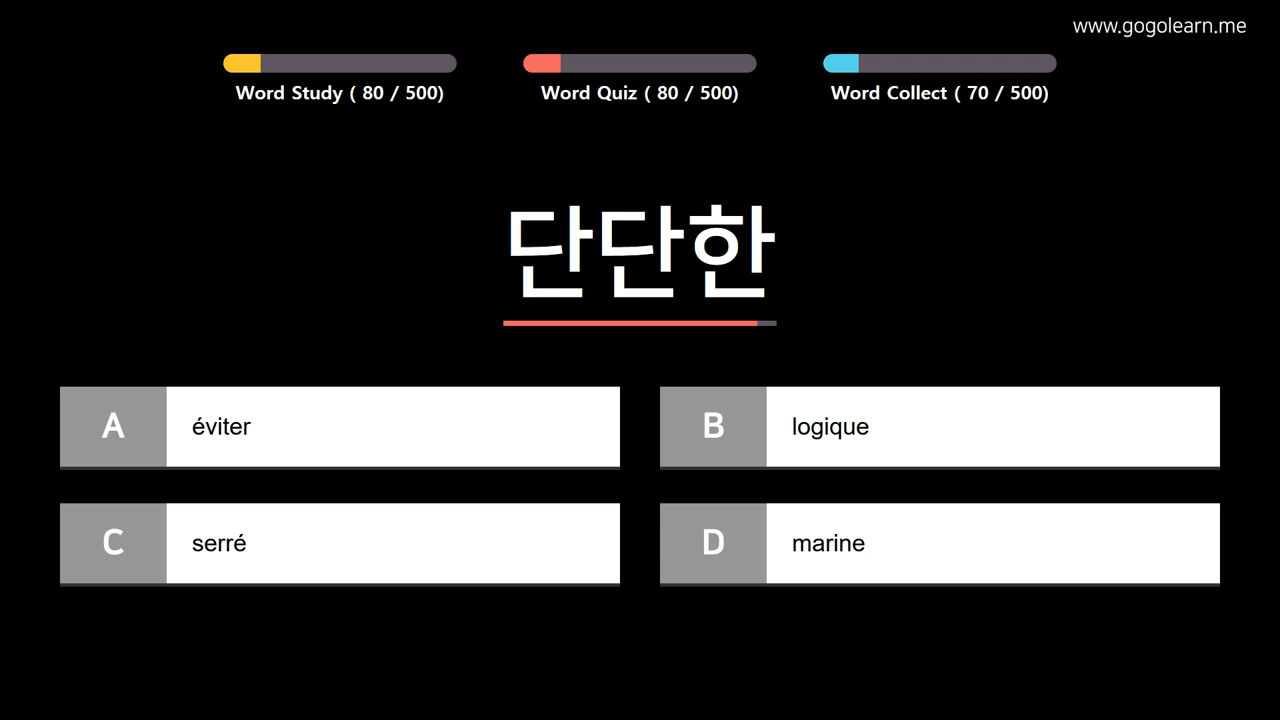 www.gogolearn.me
Word Study ( 80 / 500)
Word Quiz ( 80 / 500)
Word Collect ( 70 / 500)
단단한
A
éviter
B
logique
C
serré
D
marine